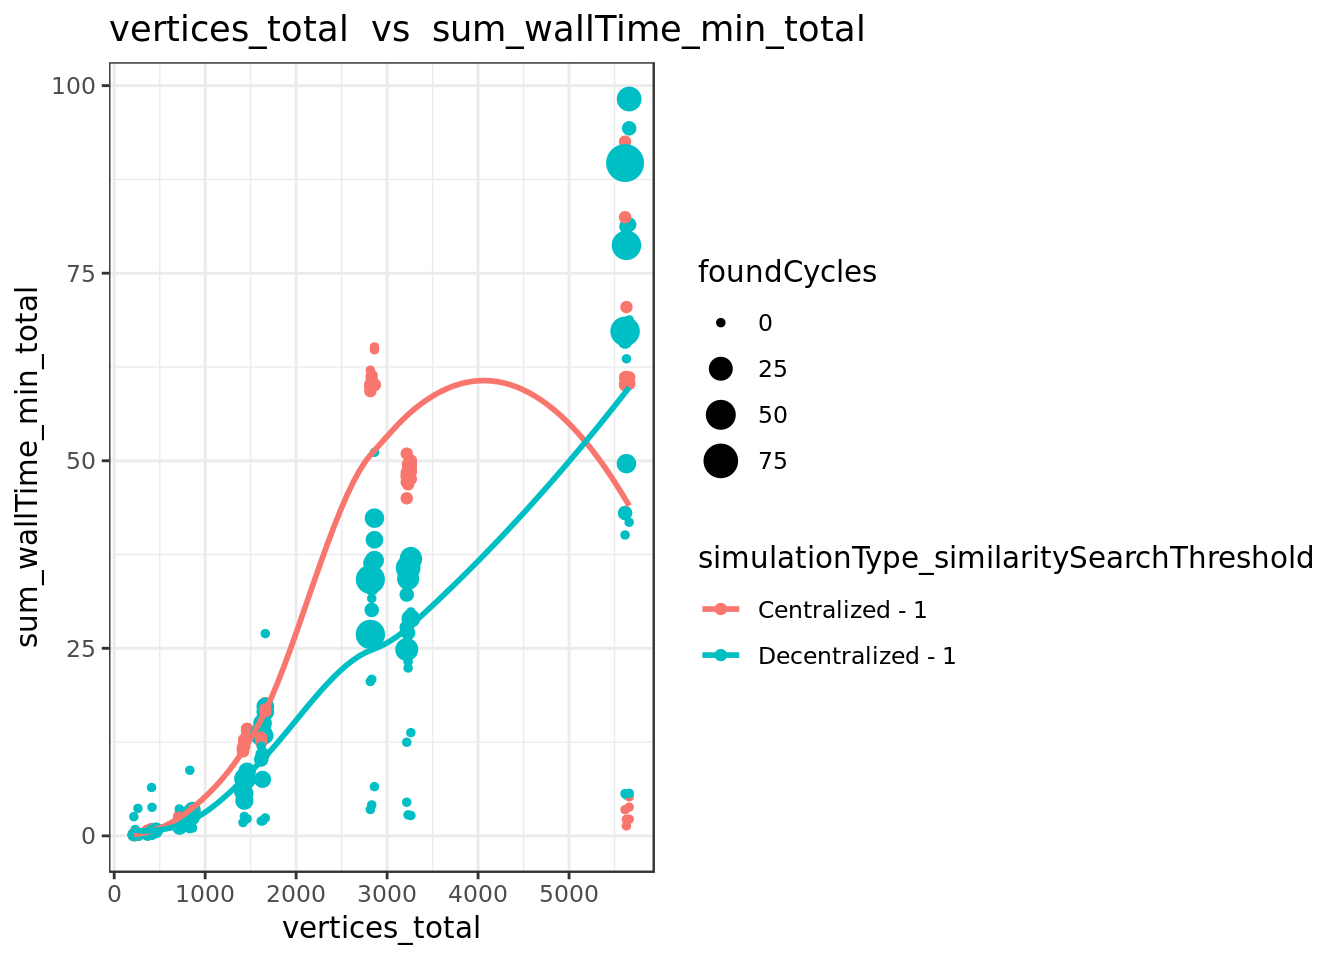 vertices_total vs sum_wallTime_min_total
sum_wallTime_min_total
100
75
50
25
0
0 1000 2000 3000 4000 5000
vertices_total
foundCycles
0
25
50
75
simulationType_similaritySearchThreshold
Centralized - 1
Decentralized - 1